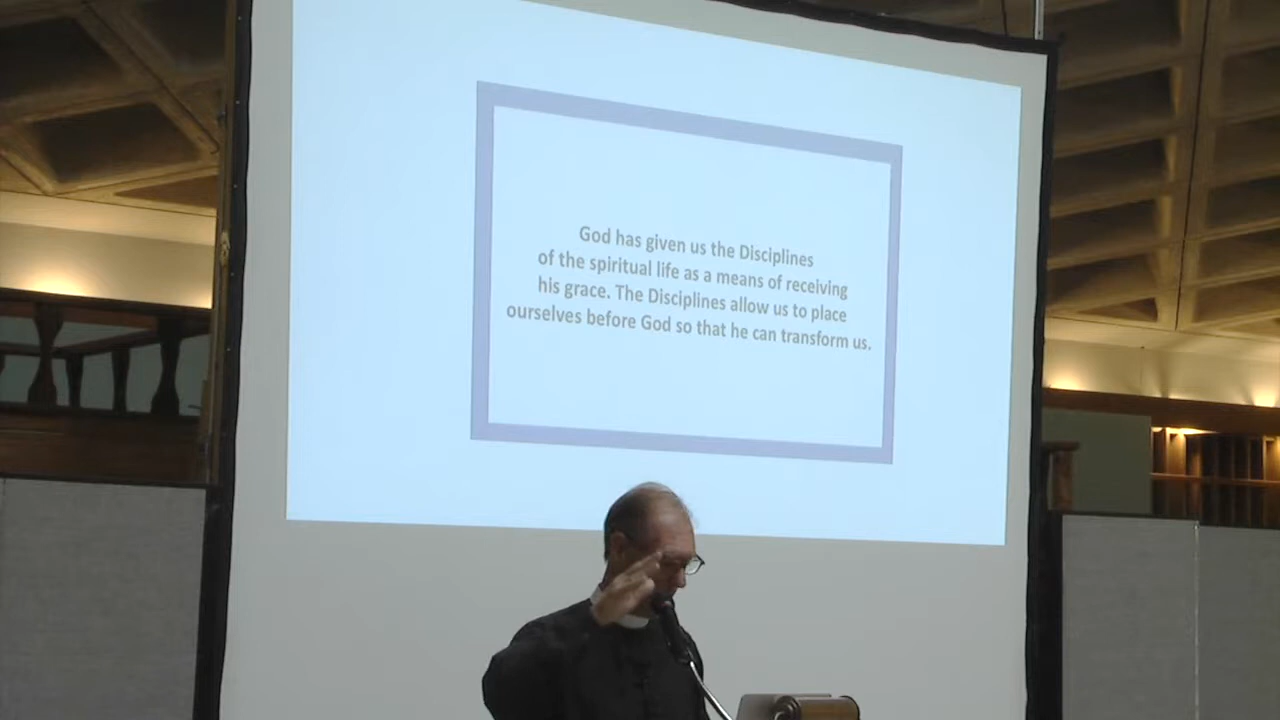 God has given us the Disciplines
of the spiritual life as a means of receiving
his grace. The Disciplines allow us to place
ourselves before God so that he can transform us.